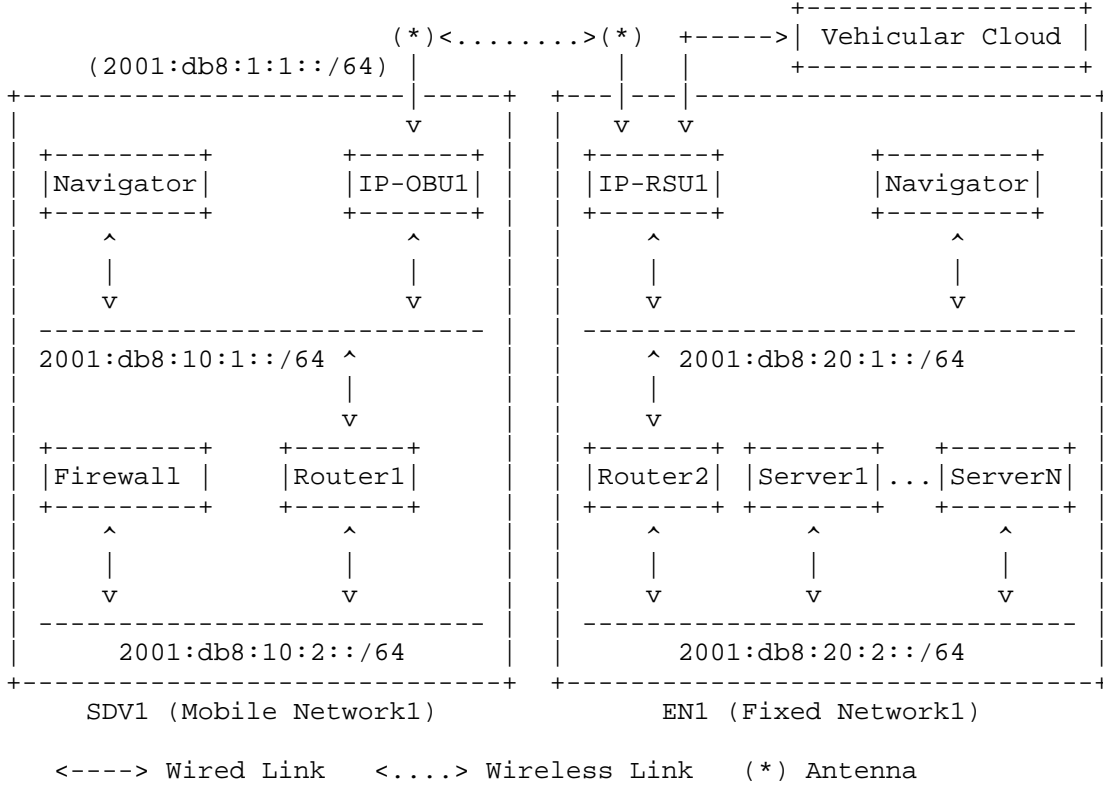 Vehicular Cloud
(*)<........>(*)
(2001:db8:1:1::/64)
Navigator IP-OBU1 IP-RSU1 Navigator
2001:db8:10:1::/64 2001:db8:20:1::/64
Firewall Router1 Router2 Server1 ... ServerN
2001:db8:10:2::/64 2001:db8:20:2::/64
SDV1 (Mobile Network1) EN1 (Fixed Network1)
<----> Wired Link <....> Wireless Link (*) Antenna